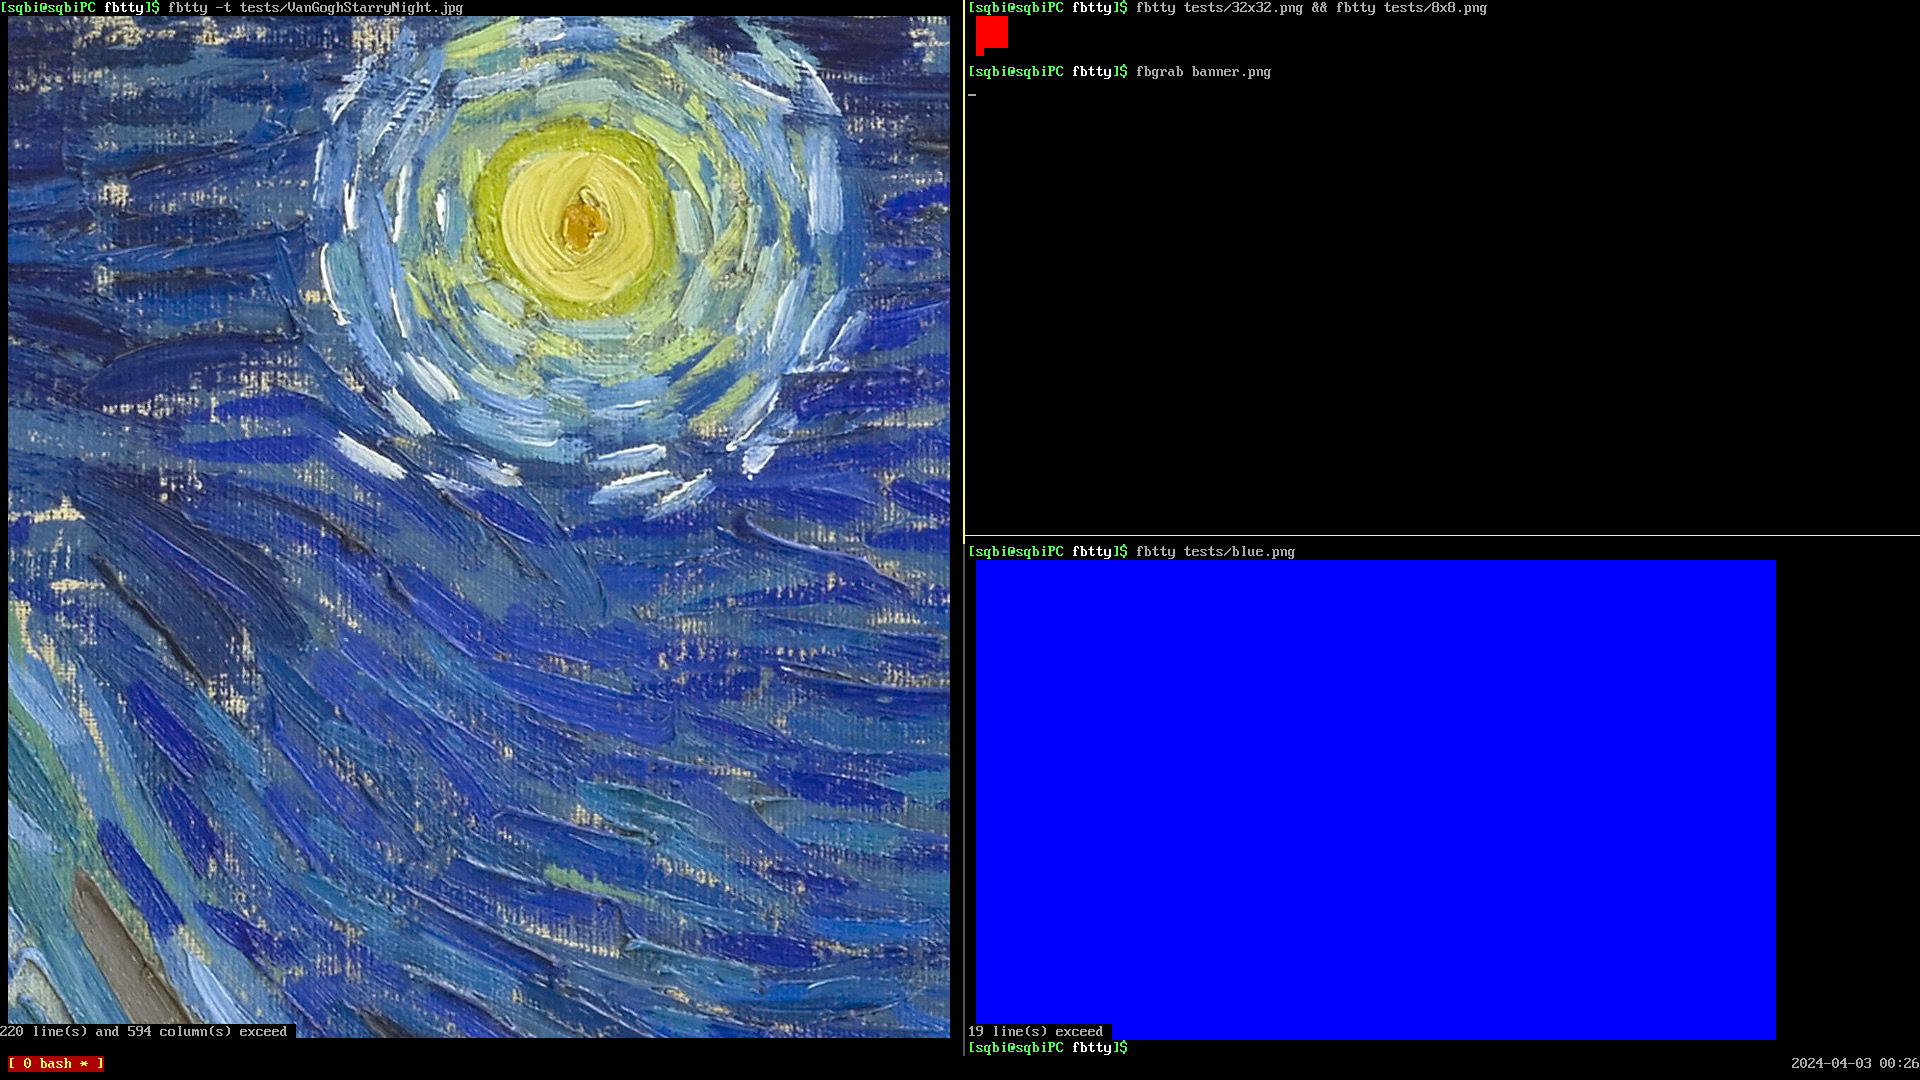 [sqbi@sqbiPC fbtty]$ fbtty -t tests/VanGoghStarryNight.jpg
220 line(s) and 594 column(s) exceed
[sqbi@sqbiPC fbtty]$ fbtty tests/32x32.png && fbtty tests/8x8.png
[sqbi@sqbiPC fbtty]$ fbgrab banner.png
_
[sqbi@sqbiPC fbtty]$ fbtty tests/blue.png
19 line(s) exceed
[sqbi@sqbiPC fbtty]$
[ 0 bash * ]
2024-04-03 00:26